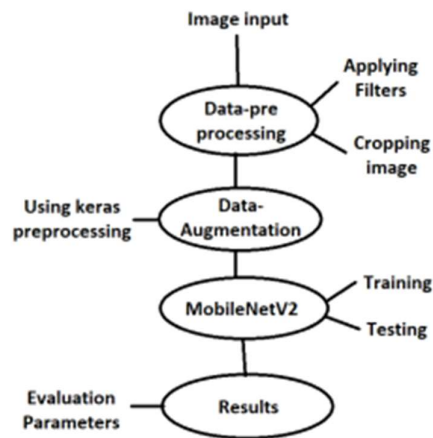 Image input
Applying
Filters
Data-pre
processing
Cropping
image
Using keras
preprocessing
Data-
Augmentation
MobileNetV2
Training
Testing
Evaluation
Parameters
Results